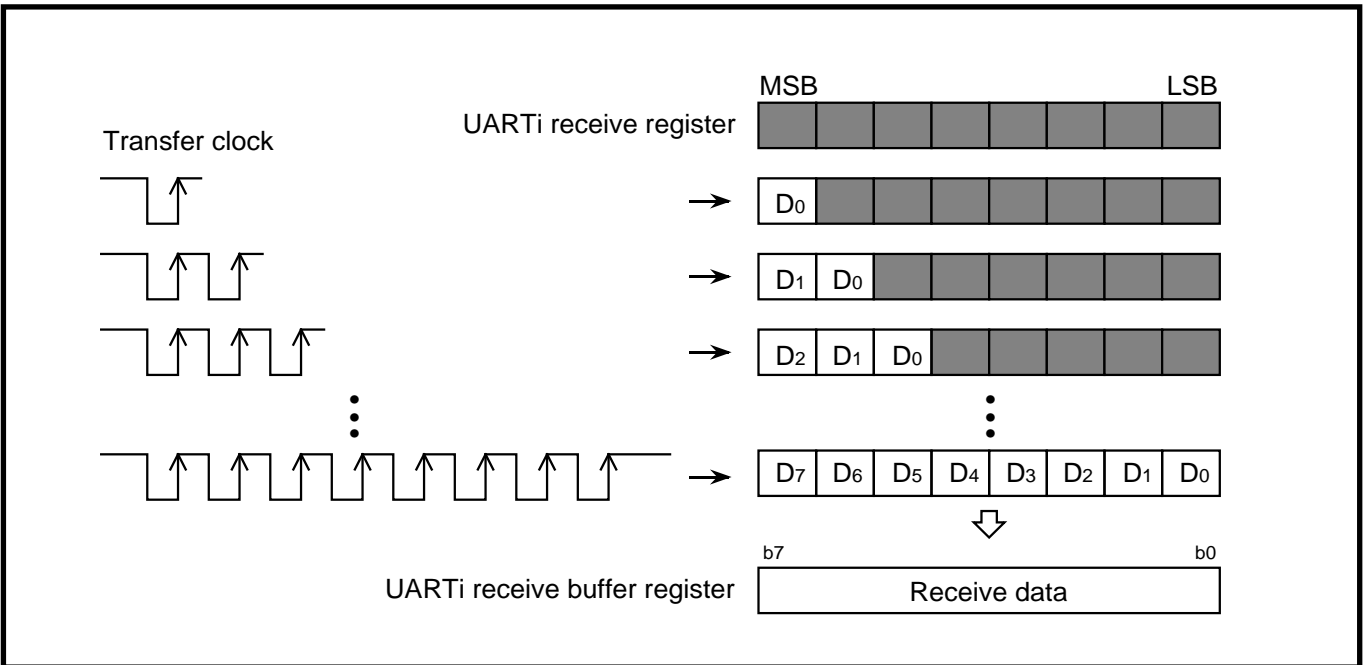 MSB LSB
UARTi receive register
Transfer clock
D0
D1 D0
D2 D1 D0
D7 D6 D5 D4 D3 D2 D1 D0
b7 b0
UARTi receive buffer register Receive data